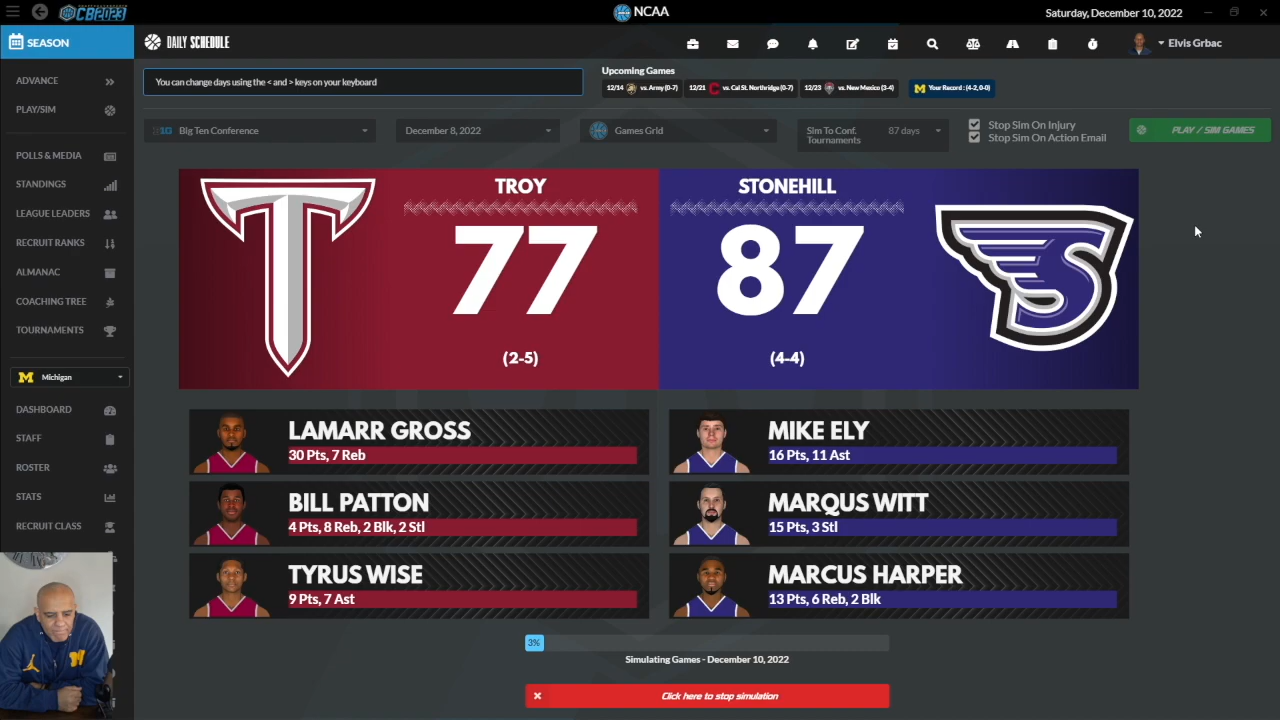 CB2023
NCAA
Saturday, December 10, 2022
SEASON
DAILY SCHEDULE
Elvis Grbac
ADVANCE
You can change days using the < and > keys on your keyboard
Upcoming Games
12/14 vs. Army (0-7)
12/21 vs. Cal St. Northridge (0-7)
12/23 vs. New Mexico (3-4)
Your Record : (4-2, 0-0)
PLAY/SIM
B1G Big Ten Conference
December 8, 2022
Games Grid
Sim To Conf. Tournaments 87 days
Stop Sim On Injury
Stop Sim On Action Email
PLAY / SIM GAMES
POLLS & MEDIA
STANDINGS
LEAGUE LEADERS
RECRUIT RANKS
ALMANAC
COACHING TREE
TOURNAMENTS
Michigan
DASHBOARD
STAFF
ROSTER
STATS
RECRUIT CLASS
TROY
77
(2-5)
STONEHILL
87
(4-4)
LAMARR GROSS
30 Pts, 7 Reb
BILL PATTON
4 Pts, 8 Reb, 2 Blk, 2 Stl
TYRUS WISE
9 Pts, 7 Ast
MIKE ELY
16 Pts, 11 Ast
MARQUS WITT
15 Pts, 3 Stl
MARCUS HARPER
13 Pts, 6 Reb, 2 Blk
3%
Simulating Games - December 10, 2022
Click here to stop simulation